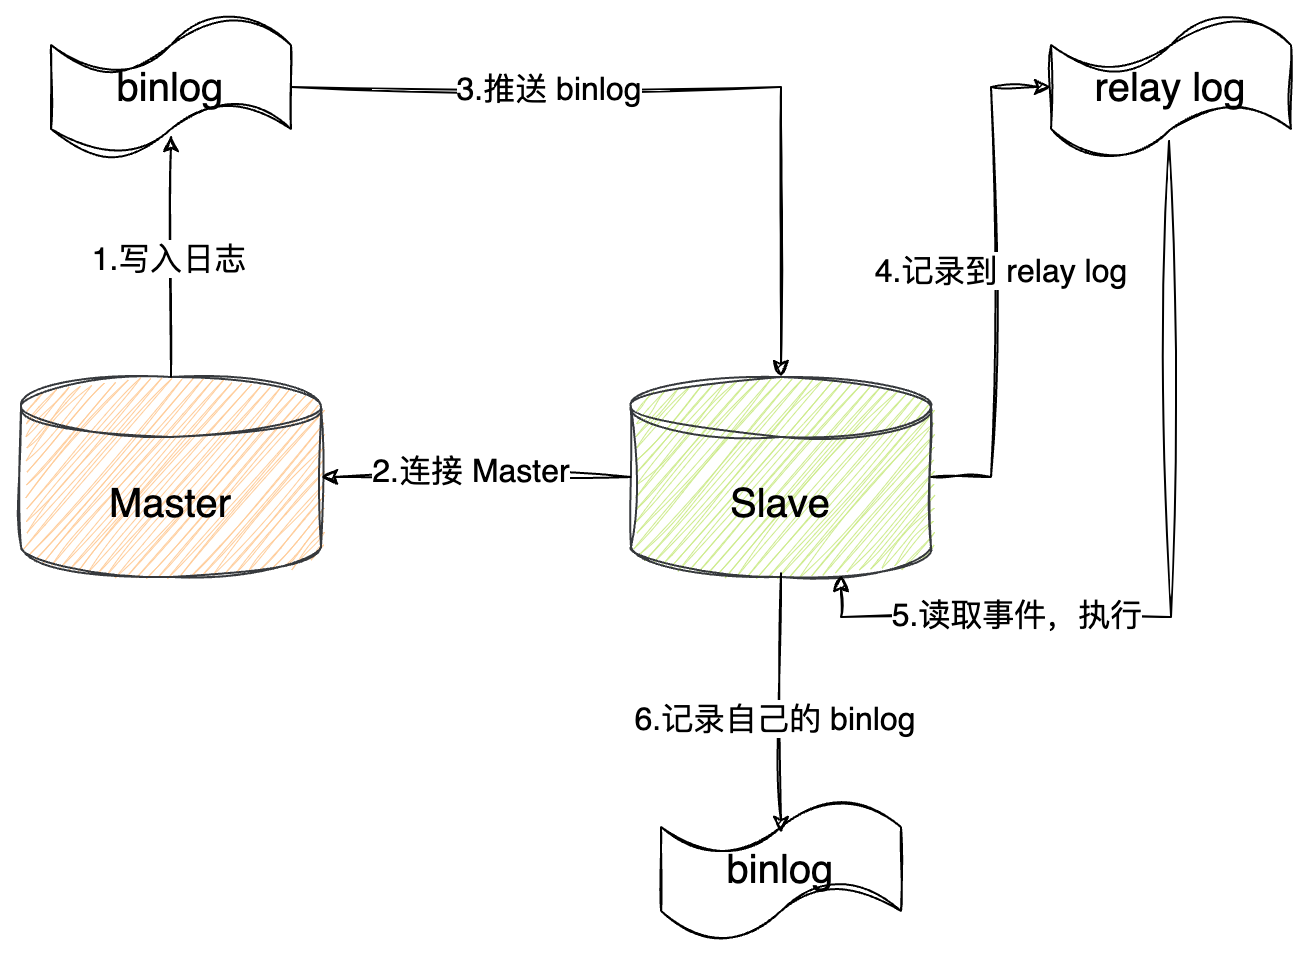 binlog
3.推送 binlog
relay log
1.写入日志
4.记录到 relay log
2.连接 Master
Master
Slave
5.读取事件，执行
6.记录自己的 binlog
binlog